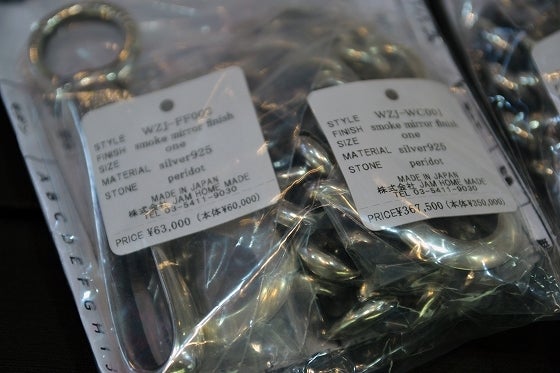 STYLE WZJ-PF002
FINISH smoke mirror finish
SIZE one
MATERIAL silver925
STONE peridot
MADE IN JAPAN
株式会社 JAM HOME MADE
TEL 03-5411-9030
PRICE ¥63,000 (本体¥60,000)
STYLE WZJ-WC001
FINISH smoke mirror finish
SIZE one
MATERIAL silver925
STONE peridot
MADE IN JAPAN
株式会社 JAM HOME MADE
TEL 03-5411-9030
PRICE ¥367,500 (本体¥350,000)
A B C D E F G H I J